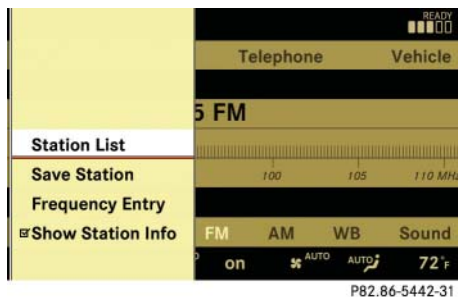 READY
Telephone Vehicle
5 FM
Station List
100 105 110 MHz
Save Station
Frequency Entry
Show Station Info FM AM WB Sound
on AUTO AUTO 72°F
P82.86-5442-31